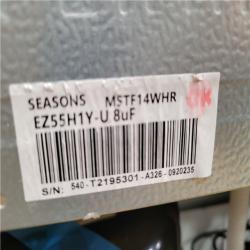 SEASONS MSTF14WHR
EZ55H1Y-U 8uF
S/N: 540-T2195301-A326-0920235